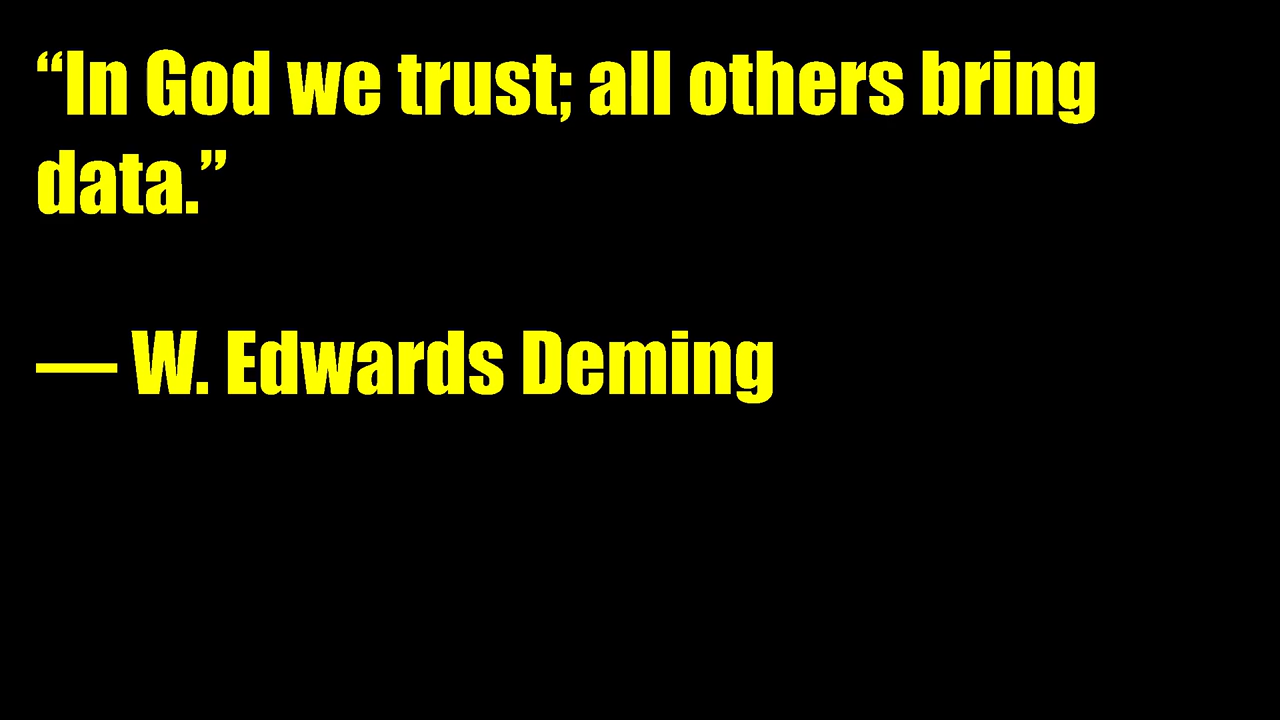 “In God we trust; all others bring
data.”
— W. Edwards Deming